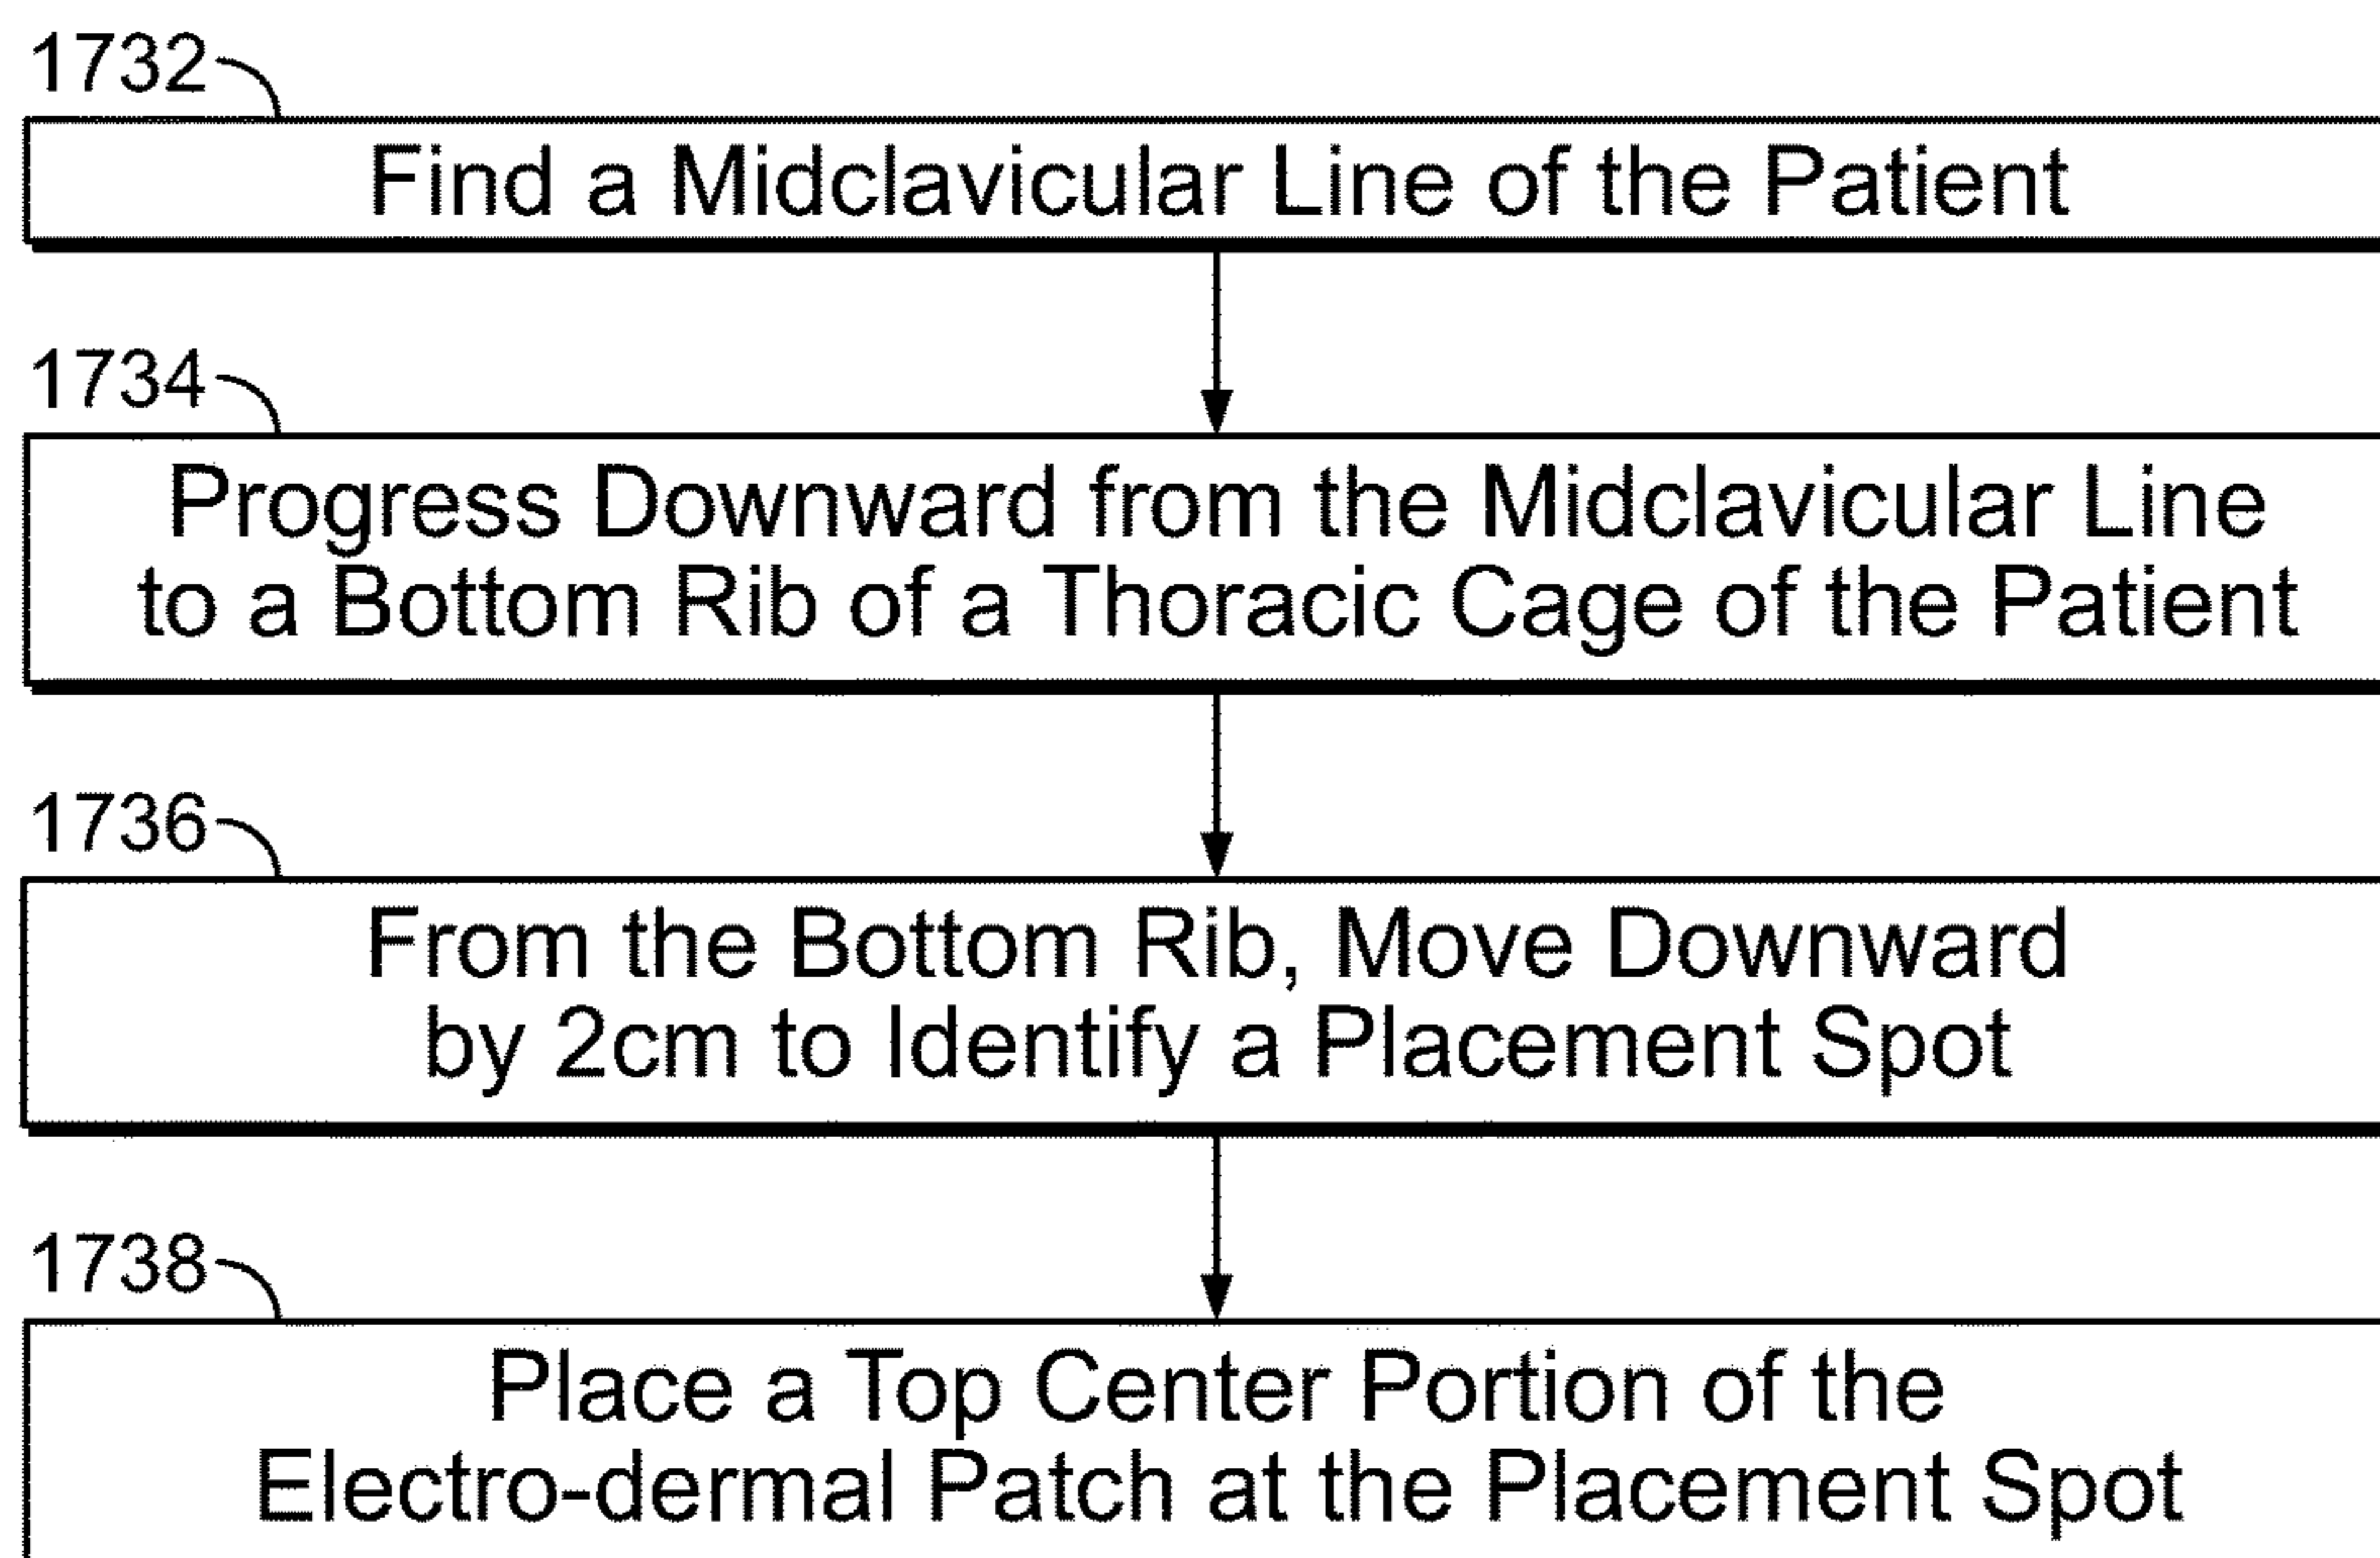 1732
Find a Midclavicular Line of the Patient
1734
Progress Downward from the Midclavicular Line
to a Bottom Rib of a Thoracic Cage of the Patient
1736
From the Bottom Rib, Move Downward
by 2cm to Identify a Placement Spot
1738
Place a Top Center Portion of the
Electro-dermal Patch at the Placement Spot